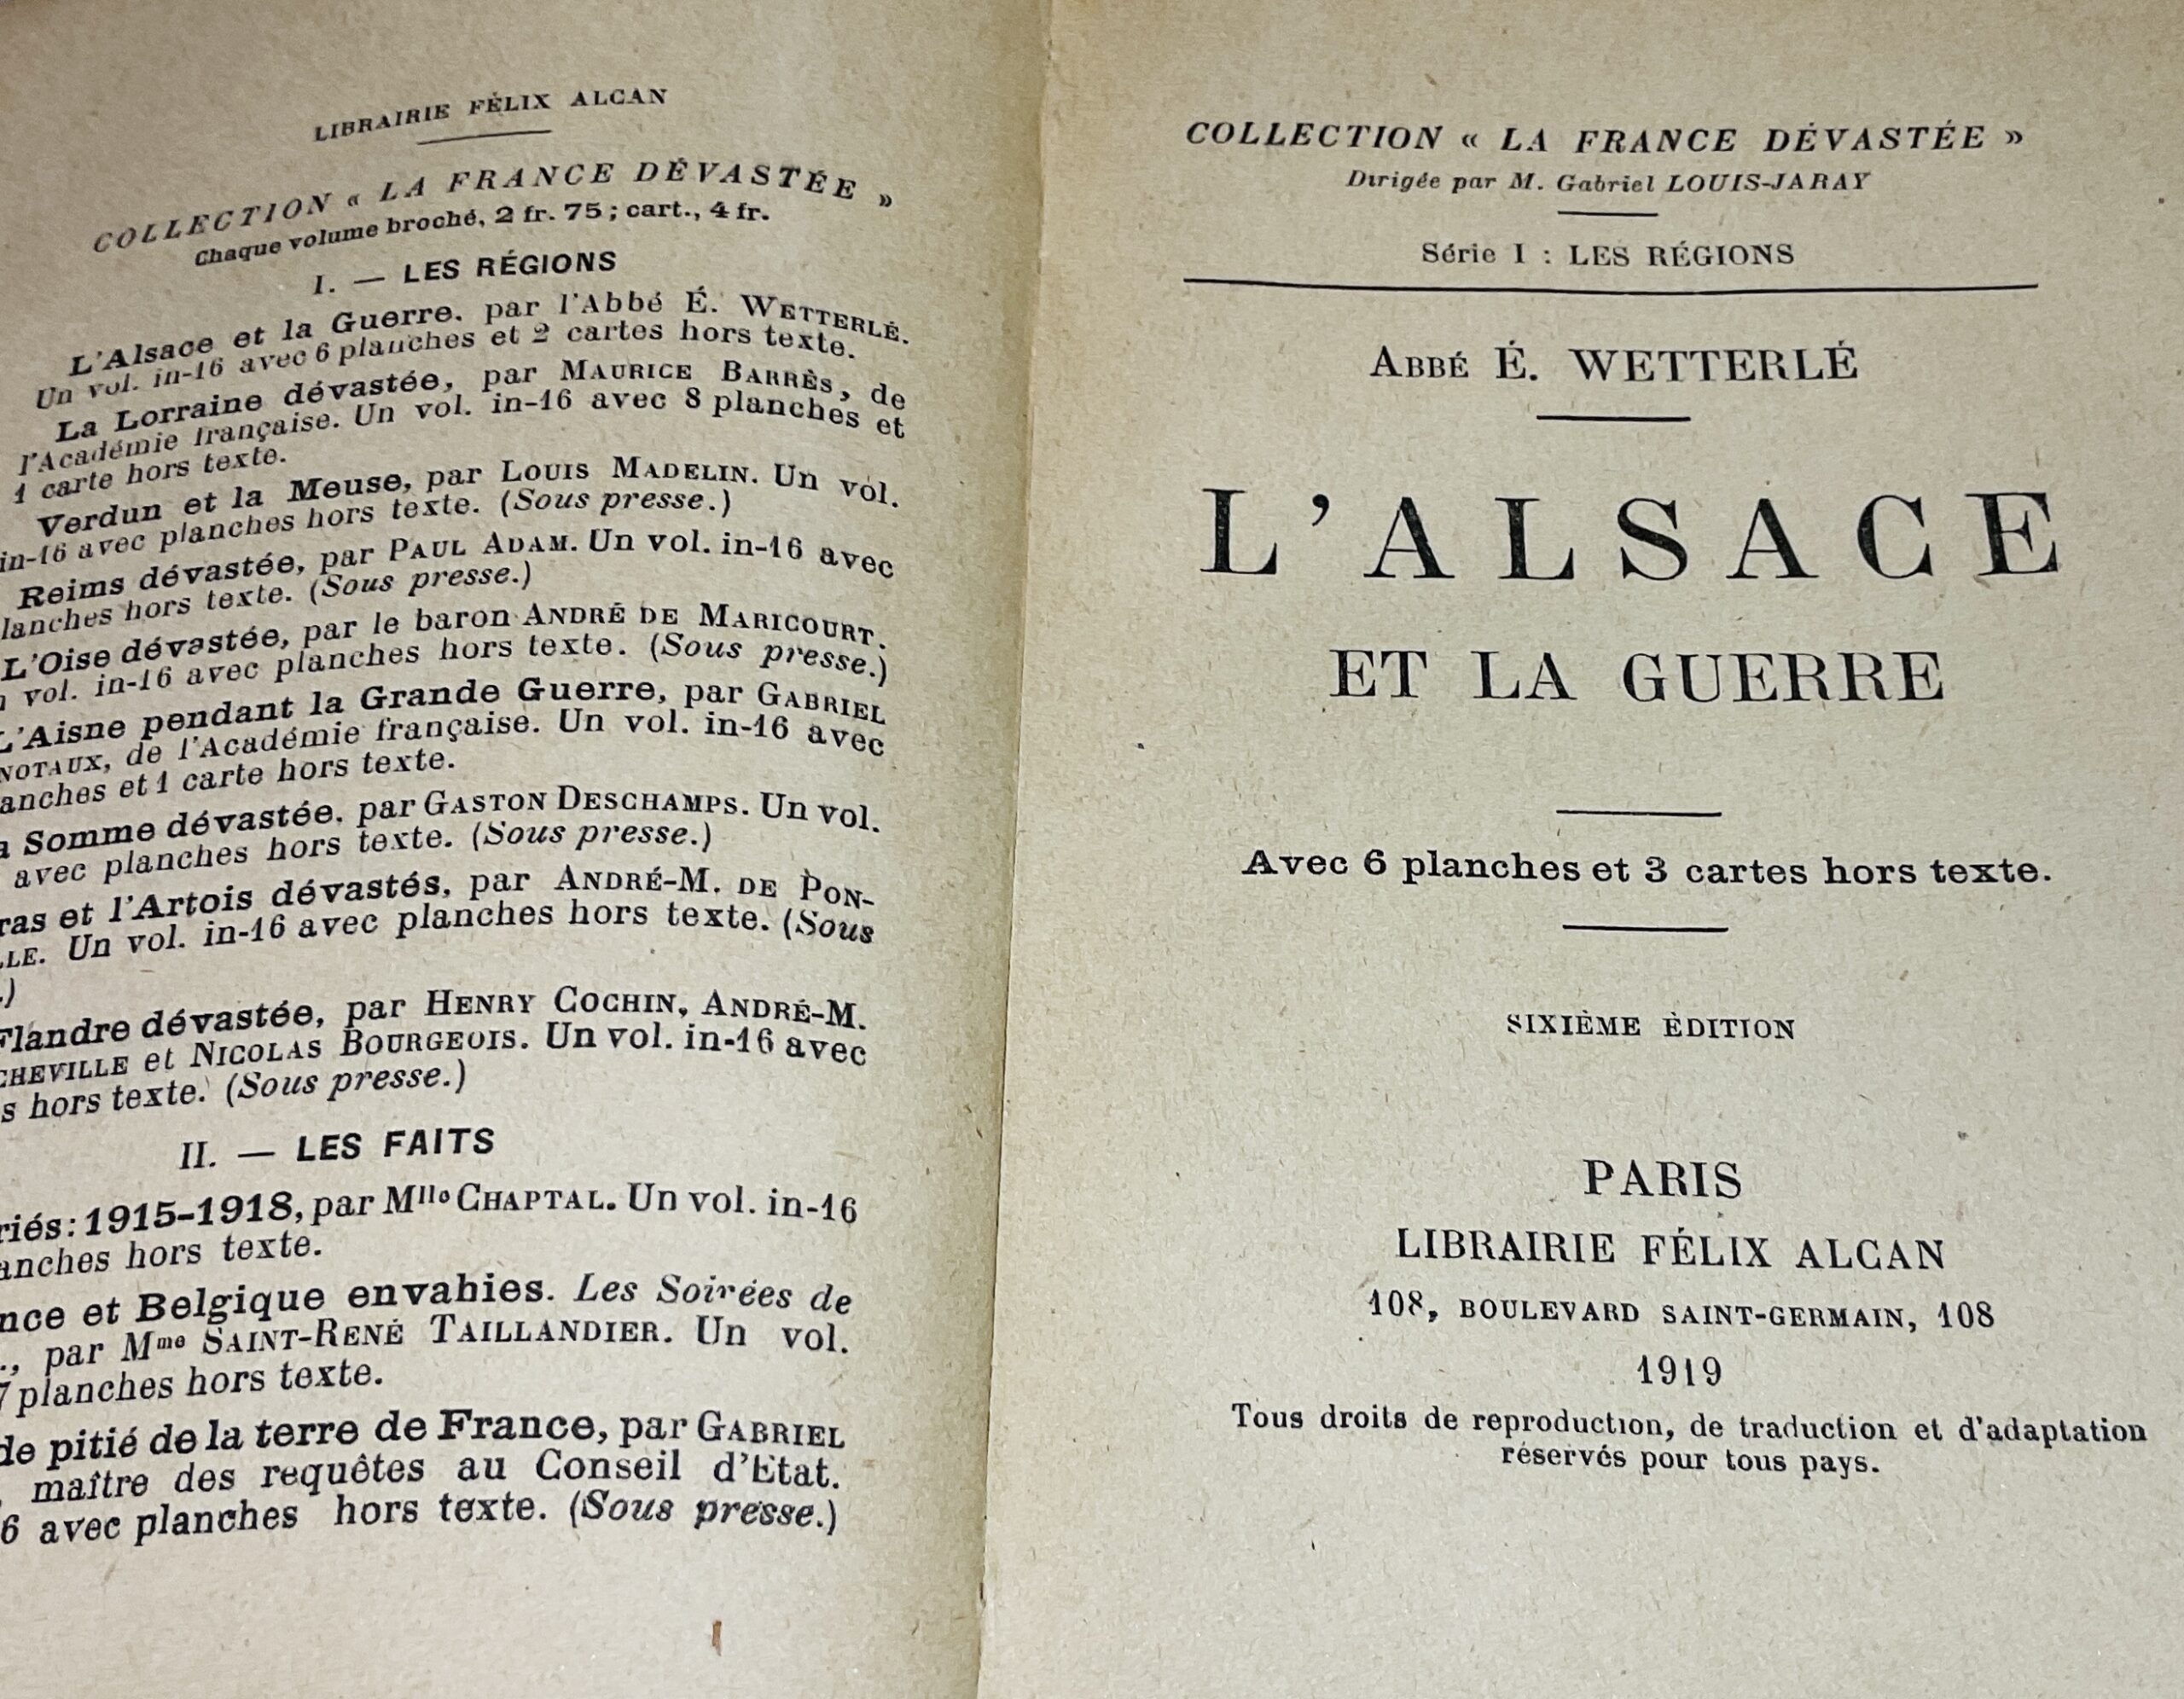 LIBRAIRIE FÉLIX ALCAN
COLLECTION « LA FRANCE DÉVASTÉE »
Chaque volume broché, 2 fr. 75 ; cart., 4 fr.
I. — LES RÉGIONS
L'Alsace et la Guerre. par l'Abbé É. WETTERLÉ.
Un vol. in-16 avec 6 planches et 2 cartes hors texte.
La Lorraine dévastée, par MAURICE BARRÈS, de
l'Académie française. Un vol. in-16 avec 8 planches et
1 carte hors texte.
Verdun et la Meuse, par LOUIS MADELIN. Un vol.
in-16 avec planches hors texte. (Sous presse.)
Reims dévastée, par PAUL ADAM. Un vol. in-16 avec
lanches hors texte. (Sous presse.)
L'Oise dévastée, par le baron ANDRÉ DE MARICOURT.
vol. in-16 avec planches hors texte. (Sous presse.)
L'Aisne pendant la Grande Guerre, par GABRIEL
NOTAUX, de l'Académie française. Un vol. in-16 avec
anches et 1 carte hors texte.
a Somme dévastée. par GASTON DESCHAMPS. Un vol.
avec planches hors texte. (Sous presse.)
ras et l'Artois dévastés, par ANDRÉ-M. DE PON-
LLE. Un vol. in-16 avec planches hors texte. (Sous
.)
Flandre dévastée, par HENRY COCHIN, ANDRÉ-M.
CHEVILLE et NICOLAS BOURGEOIS. Un vol. in-16 avec
s hors texte. (Sous presse.)
II. — LES FAITS
riés : 1915-1918, par Mlle CHAPTAL. Un vol. in-16
anches hors texte.
nce et Belgique envahies. Les Soirées de
., par Mme SAINT-RENÉ TAILLANDIER. Un vol.
7 planches hors texte.
de pitié de la terre de France, par GABRIEL
, maître des requêtes au Conseil d'Etat.
6 avec planches hors texte. (Sous presse.)
COLLECTION « LA FRANCE DÉVASTÉE »
Dirigée par M. Gabriel LOUIS-JARAY
Série I : LES RÉGIONS
ABBÉ É. WETTERLÉ
L'ALSACE
ET LA GUERRE
Avec 6 planches et 3 cartes hors texte.
SIXIÈME ÉDITION
PARIS
LIBRAIRIE FÉLIX ALCAN
108, BOULEVARD SAINT-GERMAIN, 108
1919
Tous droits de reproduction, de traduction et d'adaptation
réservés pour tous pays.